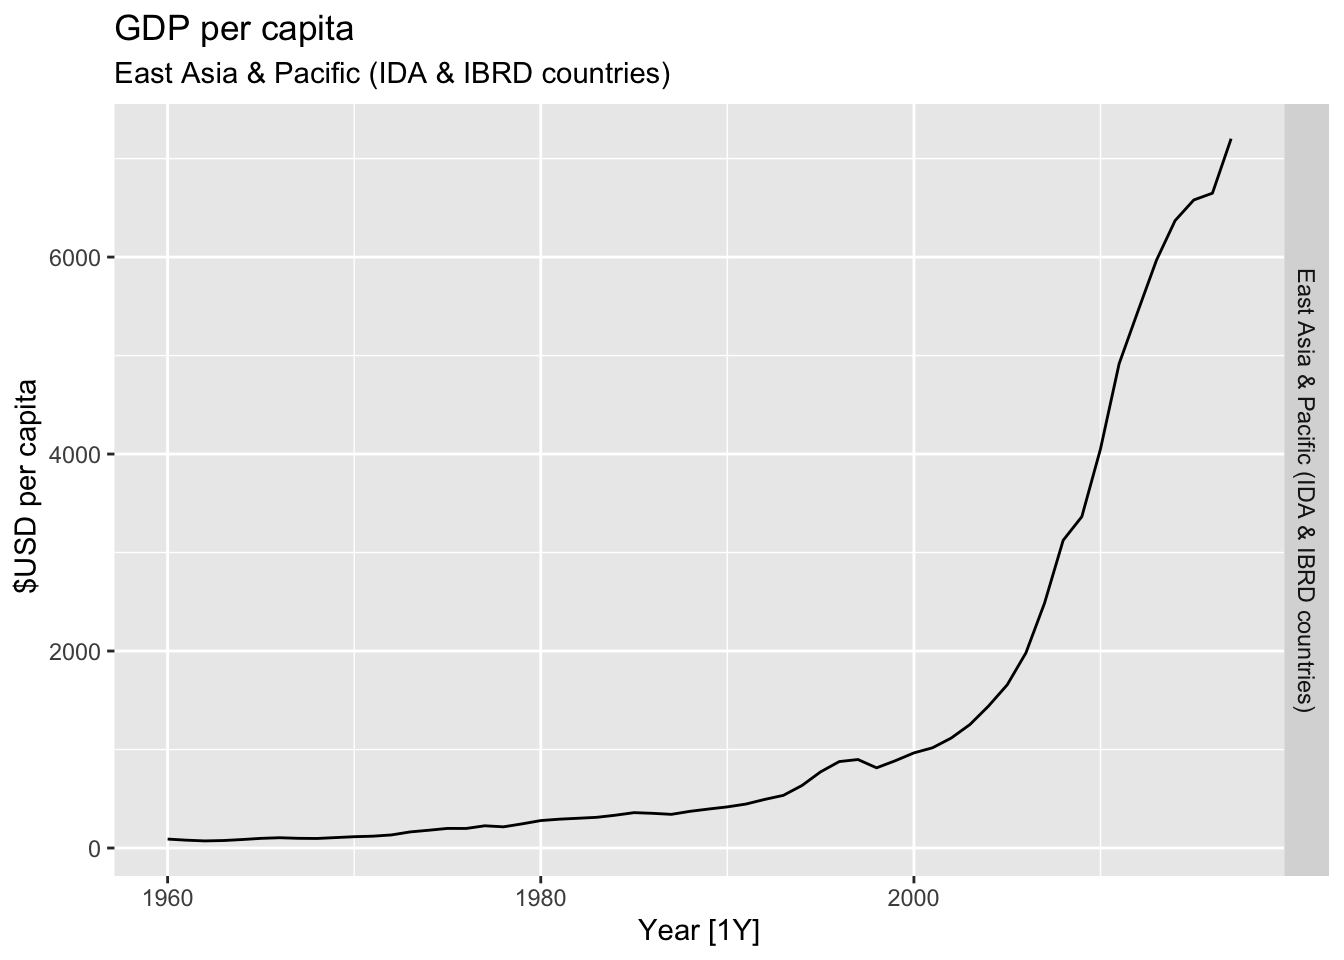 GDP per capita
East Asia & Pacific (IDA & IBRD countries)
$USD per capita
6000
4000
2000
0
East Asia & Pacific (IDA & IBRD countries)
1960
1980
2000
Year [1Y]